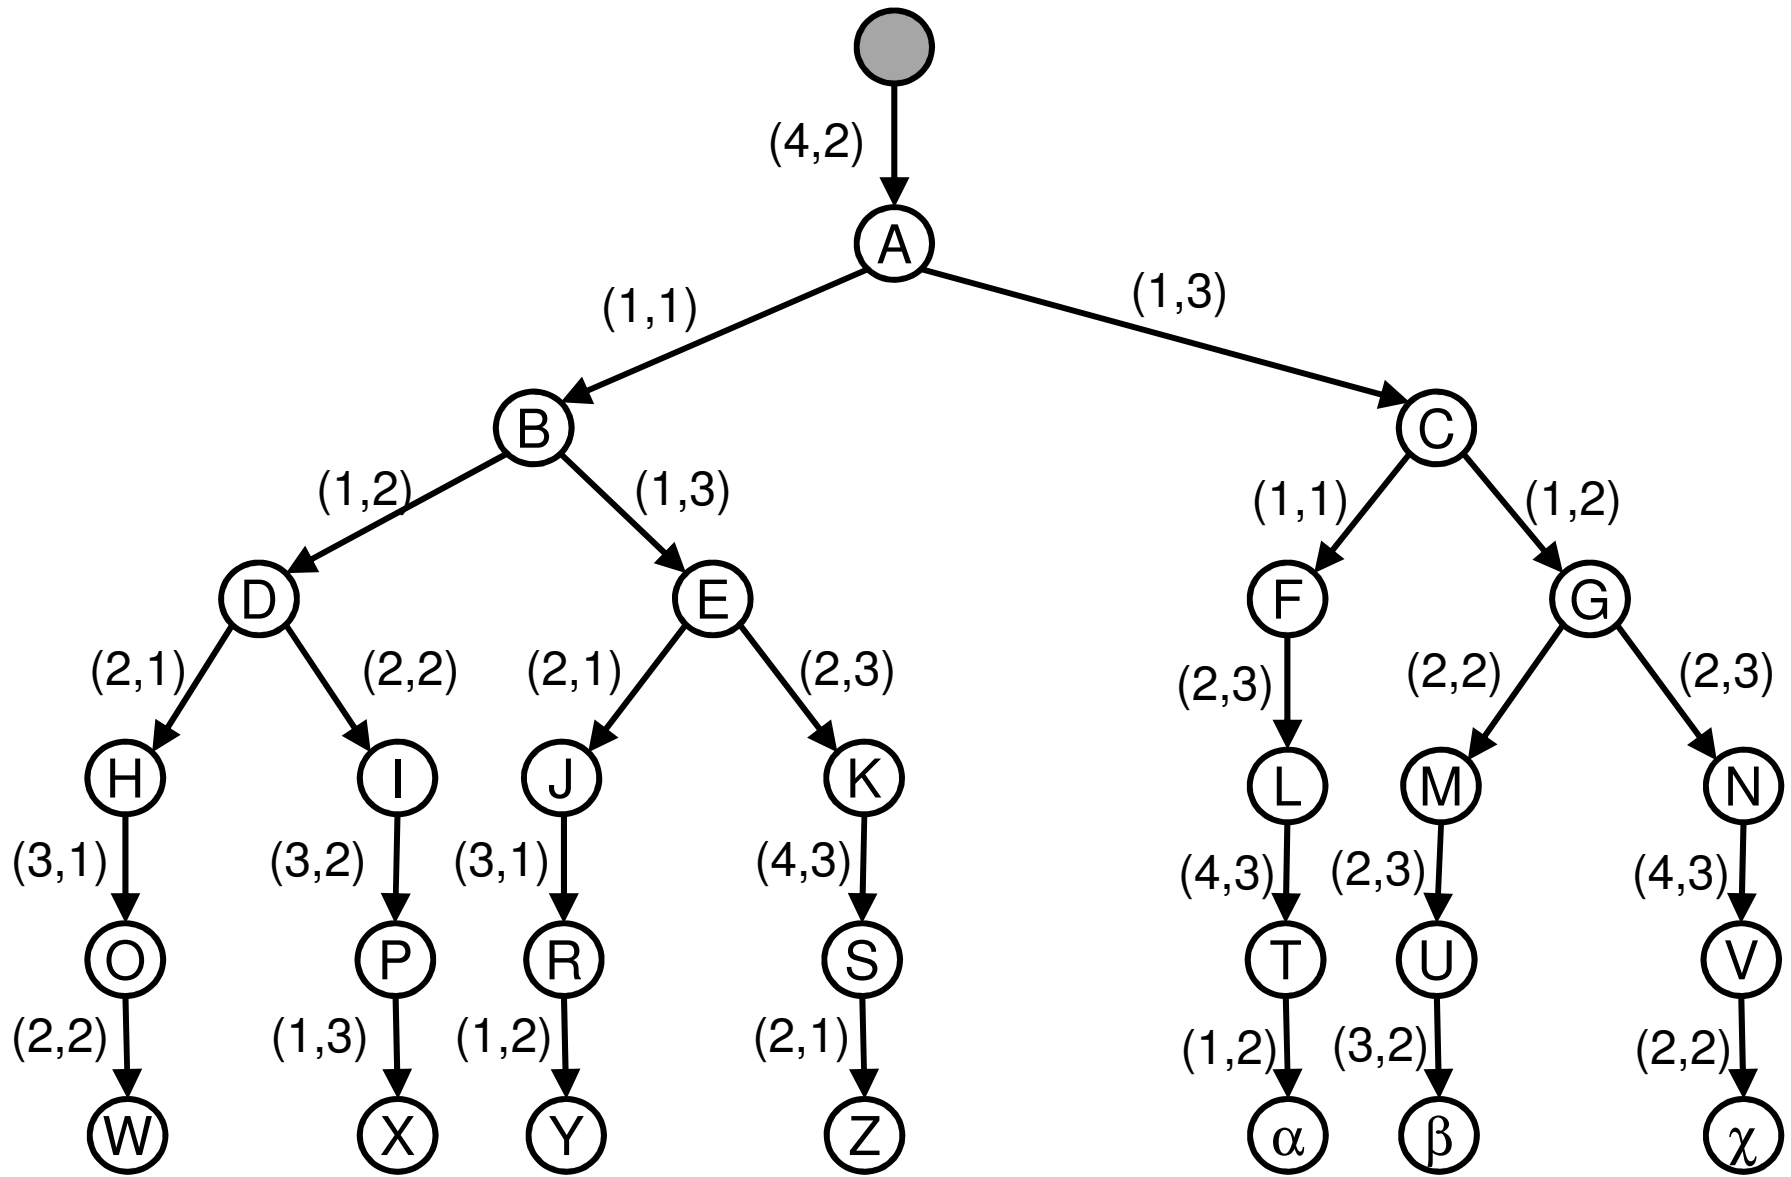 (4,2)
A
(1,1) (1,3)
B C
(1,2) (1,3) (1,1) (1,2)
D E F G
(2,1) (2,2) (2,1) (2,3) (2,3) (2,2) (2,3)
H I J K L M N
(3,1) (3,2) (3,1) (4,3) (4,3) (2,3) (4,3)
O P R S T U V
(2,2) (1,3) (1,2) (2,1) (1,2) (3,2) (2,2)
W X Y Z α β χ